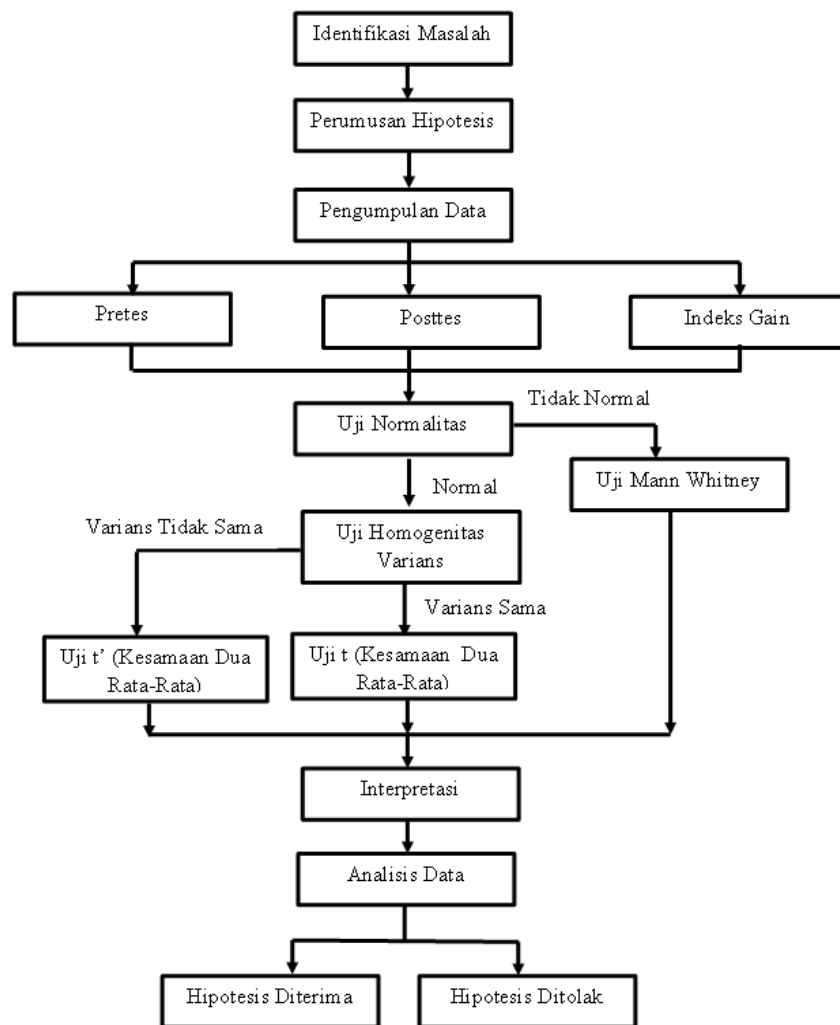 Identifikasi Masalah
Perumusan Hipotesis
Pengumpulan Data
Pretes
Posttes
Indeks Gain
Tidak Normal
Uji Normalitas
Uji Mann Whitney
Normal
Varians Tidak Sama
Uji Homogenitas
Varians
Varians Sama
Uji t’ (Kesamaan Dua
Rata-Rata)
Uji t (Kesamaan Dua
Rata-Rata)
Interpretasi
Analisis Data
Hipotesis Diterima
Hipotesis Ditolak